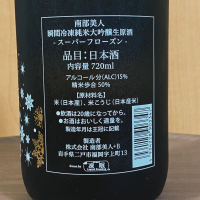 南部美人
瞬間冷凍純米大吟醸生原酒
-スーパーフローズン-
品目：日本酒
内容量 720ml
アルコール分(ALC)15%
精米歩合 50%
【原材料名】
米(日本産)、米こうじ(日本産米)
●飲酒は20歳になってから。
●お酒はおいしく適量を。
製造年月は王冠に記載
製造者
株式会社 南部美人・B
岩手県二戸市福岡字上町13